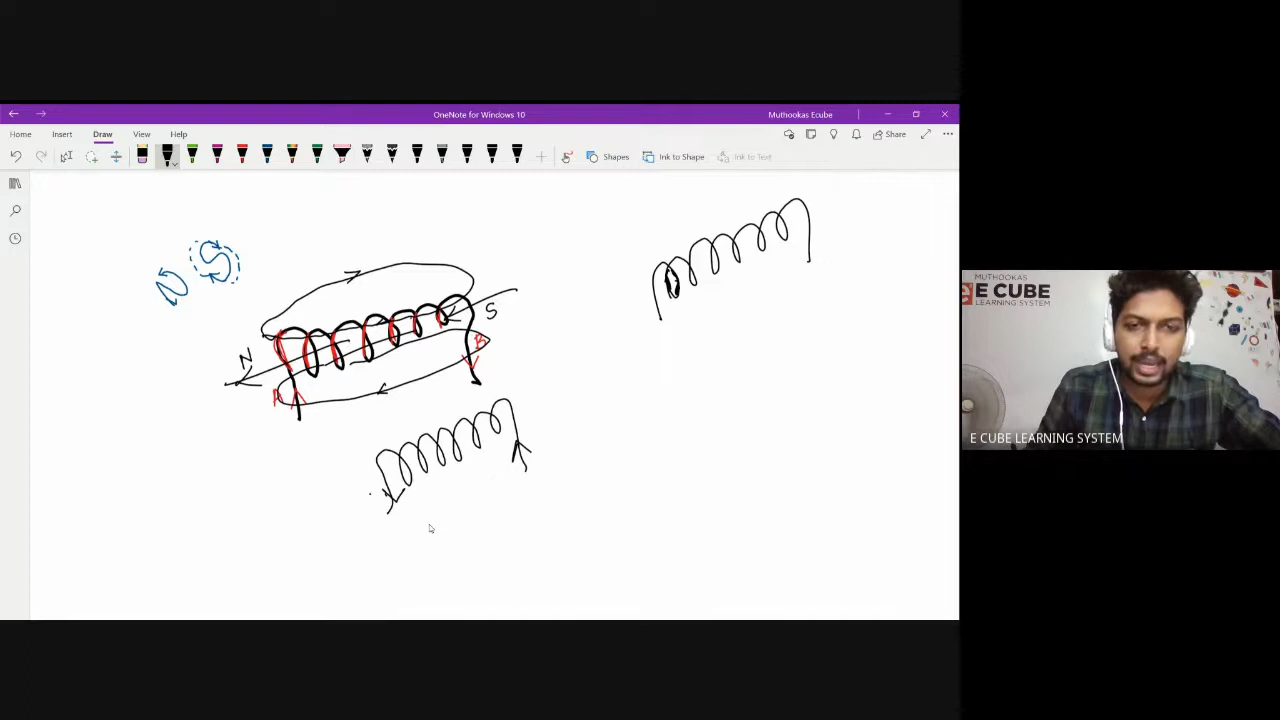 OneNote for Windows 10
Muthookas Ecube
Home Insert Draw View Help
Share
Shapes Ink to Shape Ink to Text
N S
S
N
B
A
MUTHOOKAS
E CUBE
LEARNING SYSTEM
E CUBE LEARNING SYSTEM